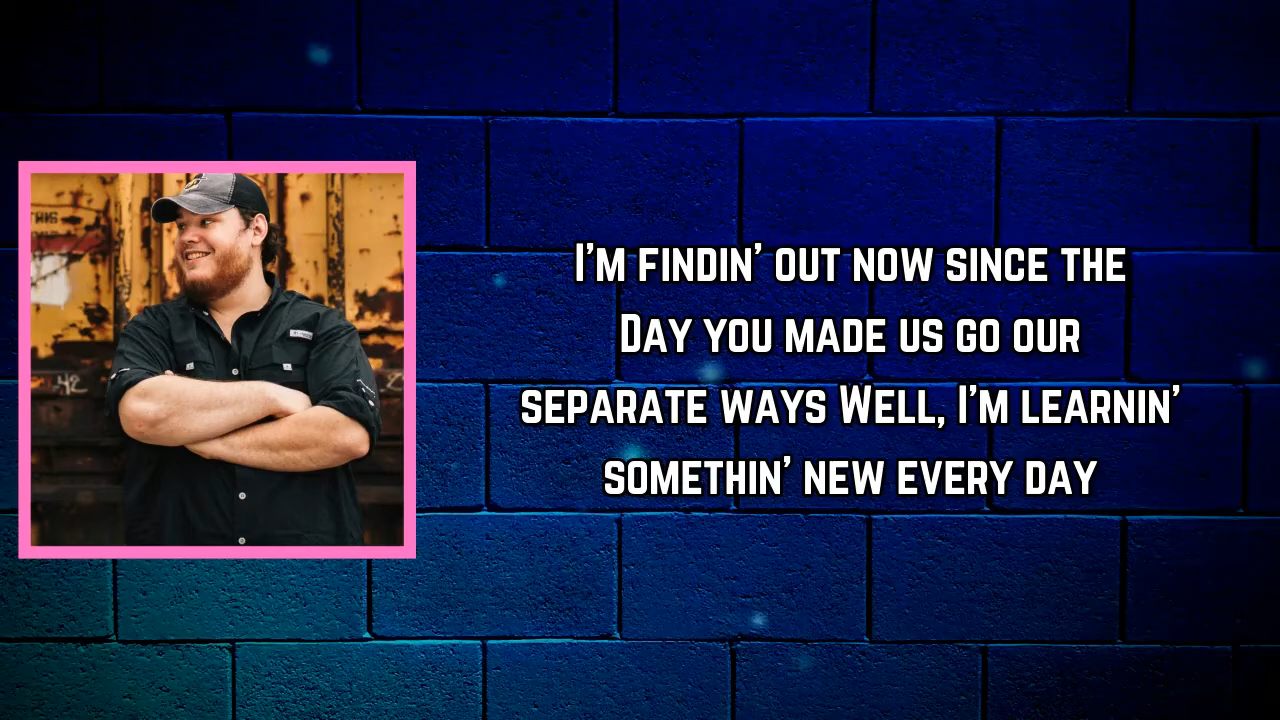 I'm findin' out now since the
Day you made us go our
separate ways Well, I'm learnin'
somethin' new every day